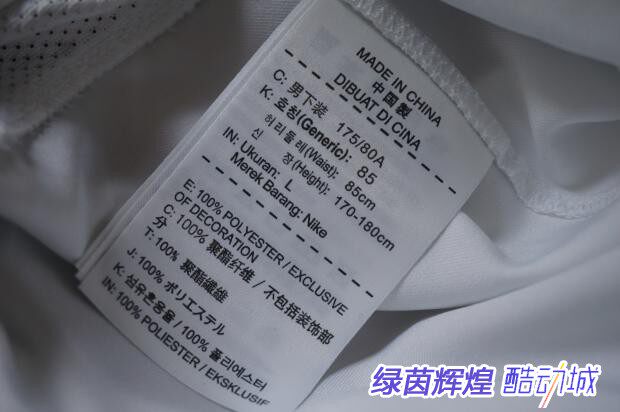 MADE IN CHINA
中国製
DIBUAT DI CINA
C: 男下装 175/80A
K: 호칭(Generic): 85
허리둘레(Waist): 85cm
신 장(Height): 170-180cm
IN: Ukuran: L
Merek Barang: Nike
E: 100% POLYESTER / EXCLUSIVE
OF DECORATION
C: 100% 聚酯纤维 / 不包括装饰部
分
T: 100% 聚酯纖維
J: 100% ポリエステル
K: 섬유혼용율 / 100% 폴리에스터
IN: 100% POLIESTER / EKSKLUSIF
绿茵辉煌 酷动城